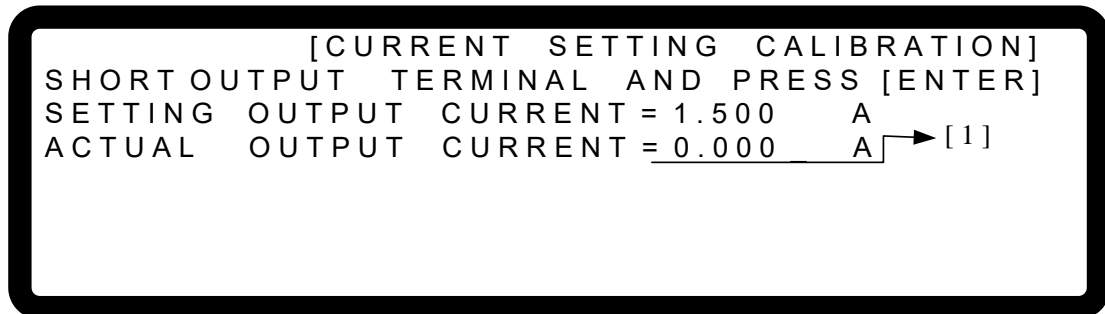 [CURRENT SETTING CALIBRATION]
SHORT OUTPUT TERMINAL AND PRESS [ENTER]
SETTING OUTPUT CURRENT = 1.500 A
ACTUAL OUTPUT CURRENT = 0.000_ A [1]